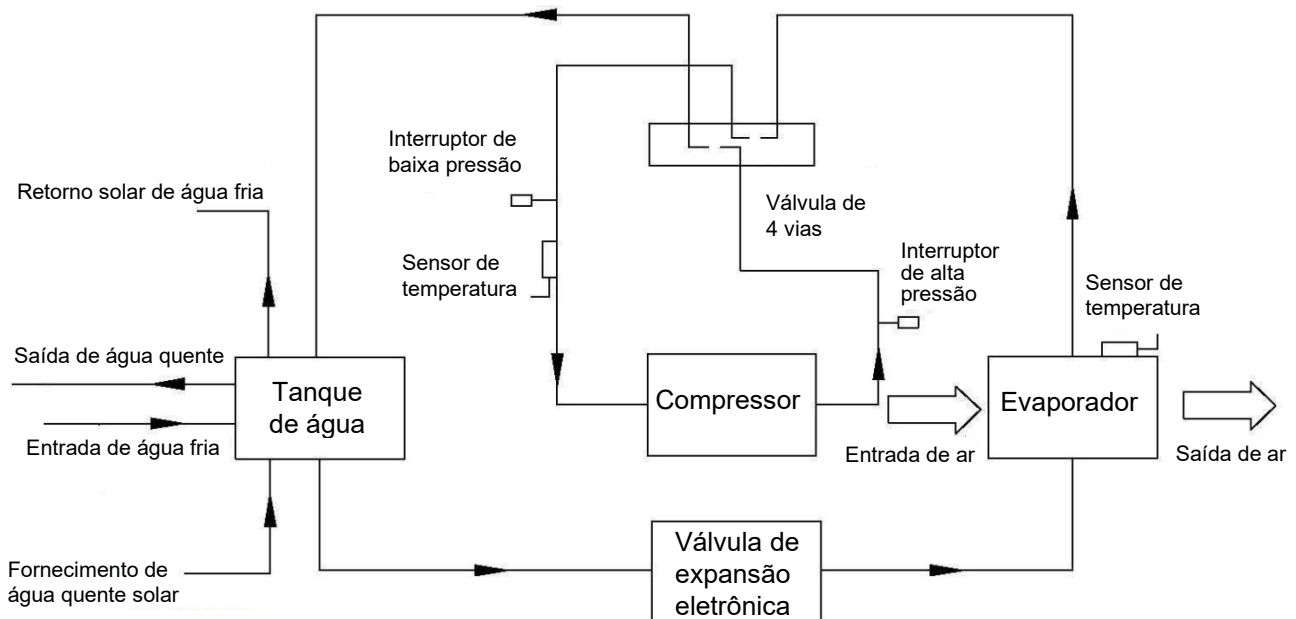 Interruptor de
baixa pressão
Retorno solar de água fria
Válvula de
4 vias
Interruptor
de alta
pressão
Sensor de
temperatura
Sensor de
temperatura
Saída de água quente
Tanque
de água
Compressor
Evaporador
Entrada de água fria
Entrada de ar
Saída de ar
Válvula de
expansão
eletrônica
Fornecimento de
água quente solar